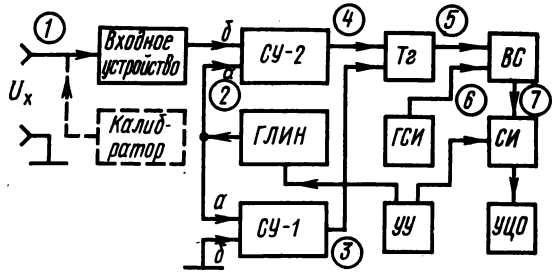 1
Входное
устройство
б
а
СУ-2
4
Тг
5
ВС
Uх
2
6
7
Калиб-
ратор
ГЛИН
ГСИ
СИ
а
б
СУ-1
3
УУ
УЦО